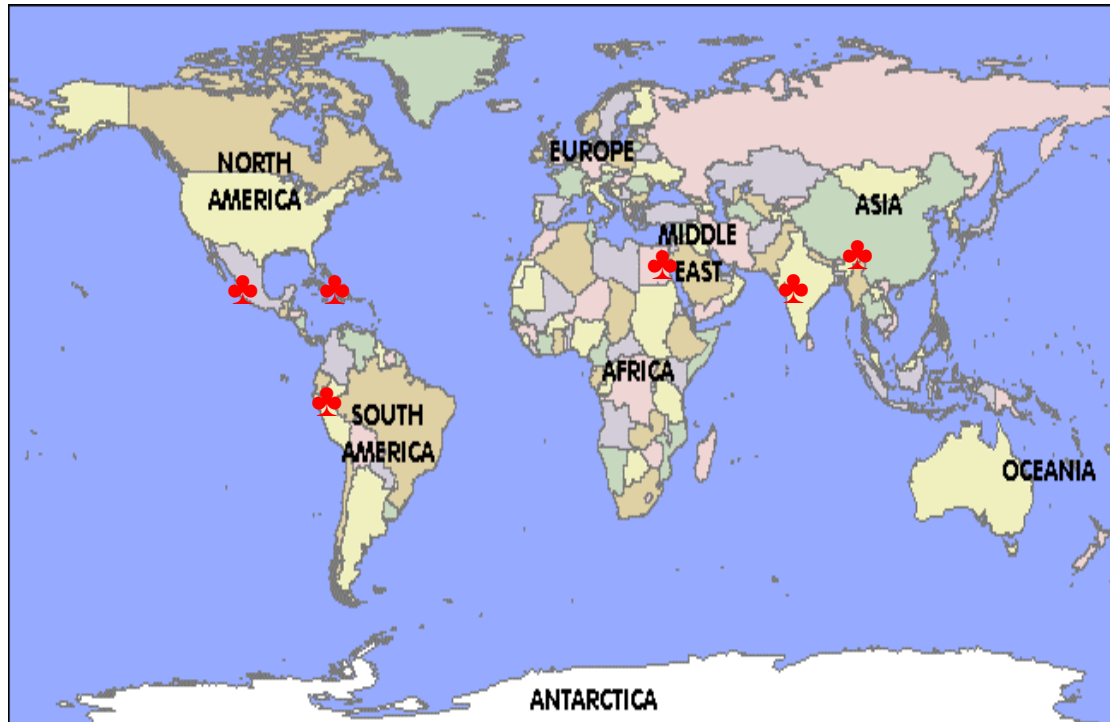 NORTH
AMERICA
EUROPE
ASIA
MIDDLE
EAST
AFRICA
SOUTH
AMERICA
OCEANIA
ANTARCTICA